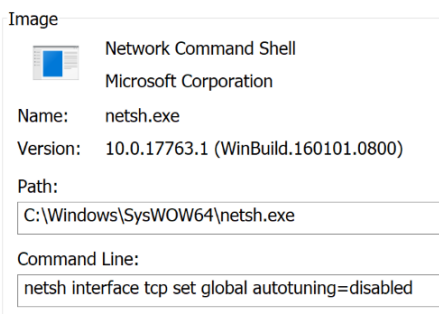 Image
Network Command Shell
Microsoft Corporation
Name: netsh.exe
Version: 10.0.17763.1 (WinBuild.160101.0800)
Path:
C:\Windows\SysWOW64\netsh.exe
Command Line:
netsh interface tcp set global autotuning=disabled